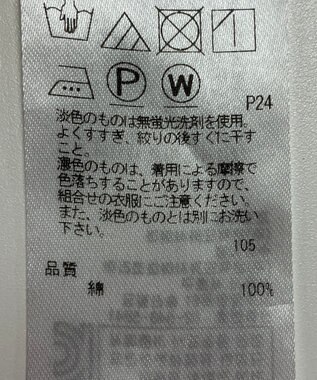 P
W
P24
淡色のものは無蛍光洗剤を使用。
よくすすぎ、絞りの後すぐに干す
こと。
濃色のものは、着用による摩擦で
色落ちすることがありますので、
組合せの衣服にご注意ください。
また、淡色のものとは別にお洗い
下さい。
105
品質
綿 100%